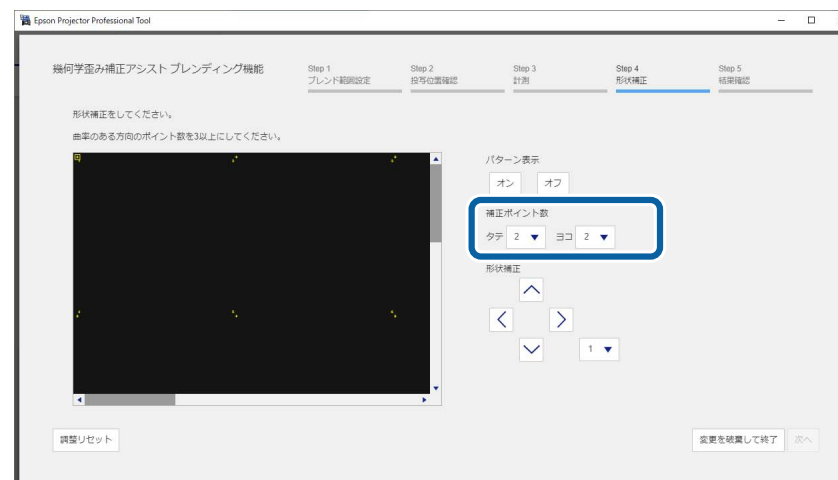 Epson Projector Professional Tool
幾何学歪み補正アシスト ブレンディング機能
Step 1
ブレンド範囲設定
Step 2
投写位置確認
Step 3
計測
Step 4
形状補正
Step 5
結果確認
形状補正をしてください。
曲率のある方向のポイント数を3以上にしてください。
パターン表示
オン オフ
補正ポイント数
タテ 2 ヨコ 2
形状補正
1
調整リセット
変更を破棄して終了 次へ